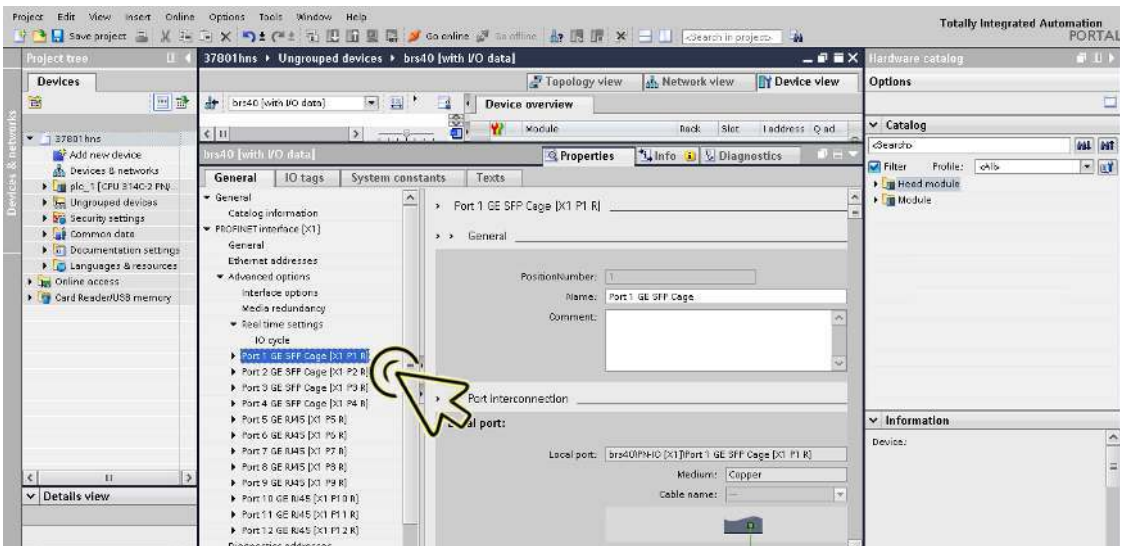 Project Edit View Insert Online Options Tools Window Help
Totally Integrated Automation
PORTAL
Save project Go online Go offline <Search in project>
Project tree
37801hns Ungrouped devices brs40 [with I/O data]
Hardware catalog
Devices
Topology view Network view Device view
Options
brs40 [with I/O data]
Device overview
Module Rack Slot I address Q ad
Catalog
<Search>
Filter Profile: <All>
Head module
Module
Devices & networks
37801hns
Add new device
Devices & networks
plc_1 [CPU 314C-2 PN/
Ungrouped devices
Security settings
Common data
Documentation settings
Languages & resources
Online access
Card Reader/USB memory
Details view
brs40 [with I/O data]
Properties Info Diagnostics
General IO tags System constants Texts
General
Catalog information
PROFINET interface [X1]
General
Ethernet addresses
Advanced options
Interface options
Media redundancy
Real time settings
IO cycle
Port 1 GE SFP Cage [X1 P1 R]
Port 2 GE SFP Cage [X1 P2 R]
Port 3 GE SFP Cage [X1 P3 R]
Port 4 GE SFP Cage [X1 P4 R]
Port 5 GE RJ45 [X1 P5 R]
Port 6 GE RJ45 [X1 P6 R]
Port 7 GE RJ45 [X1 P7 R]
Port 8 GE RJ45 [X1 P8 R]
Port 9 GE RJ45 [X1 P9 R]
Port 10 GE RJ45 [X1 P10 R]
Port 11 GE RJ45 [X1 P11 R]
Port 12 GE RJ45 [X1 P12 R]
Diagnostics addresses
Port 1 GE SFP Cage [X1 P1 R]
General
PositionNumber: 1
Name: Port 1 GE SFP Cage
Comment:
Port interconnection
port:
Local port: brs40\PN-IO [X1]\Port 1 GE SFP Cage [X1 P1 R]
Medium: Copper
Cable name: ---
Information
Device: